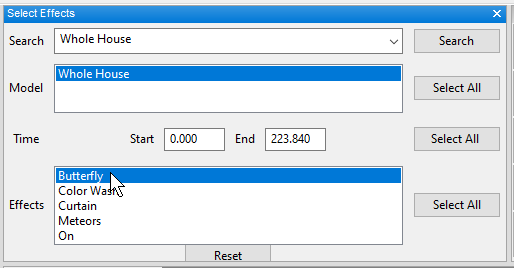 Select Effects
Search Whole House Search
Model Whole House Select All
Time Start 0.000 End 223.840 Select All
Butterfly
Color Wash
Curtain
Effects Select All
Meteors
On
Reset